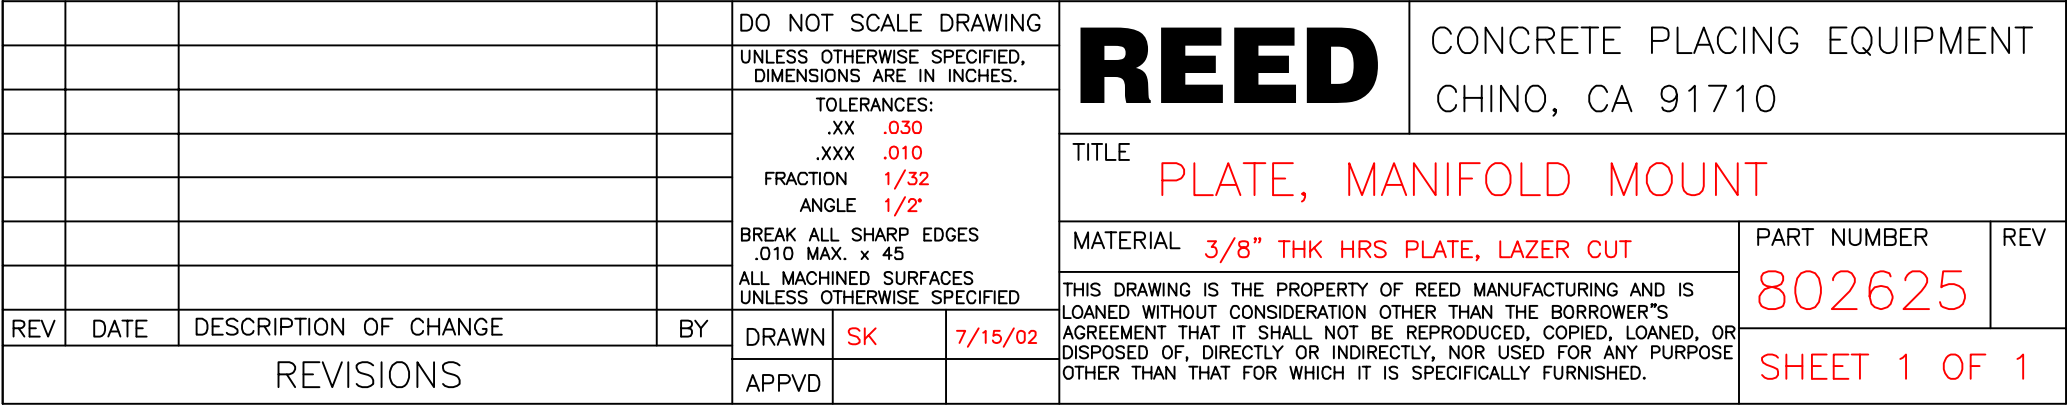 REV DATE DESCRIPTION OF CHANGE BY
REVISIONS
DO NOT SCALE DRAWING
UNLESS OTHERWISE SPECIFIED,
DIMENSIONS ARE IN INCHES.
TOLERANCES:
.XX .030
.XXX .010
FRACTION 1/32
ANGLE 1/2°
BREAK ALL SHARP EDGES
.010 MAX. x 45
ALL MACHINED SURFACES
UNLESS OTHERWISE SPECIFIED
DRAWN SK 7/15/02
APPVD
REED
CONCRETE PLACING EQUIPMENT
CHINO, CA 91710
TITLE
PLATE, MANIFOLD MOUNT
MATERIAL 3/8" THK HRS PLATE, LAZER CUT
THIS DRAWING IS THE PROPERTY OF REED MANUFACTURING AND IS
LOANED WITHOUT CONSIDERATION OTHER THAN THE BORROWER"S
AGREEMENT THAT IT SHALL NOT BE REPRODUCED, COPIED, LOANED, OR
DISPOSED OF, DIRECTLY OR INDIRECTLY, NOR USED FOR ANY PURPOSE
OTHER THAN THAT FOR WHICH IT IS SPECIFICALLY FURNISHED.
PART NUMBER
802625
REV
SHEET 1 OF 1